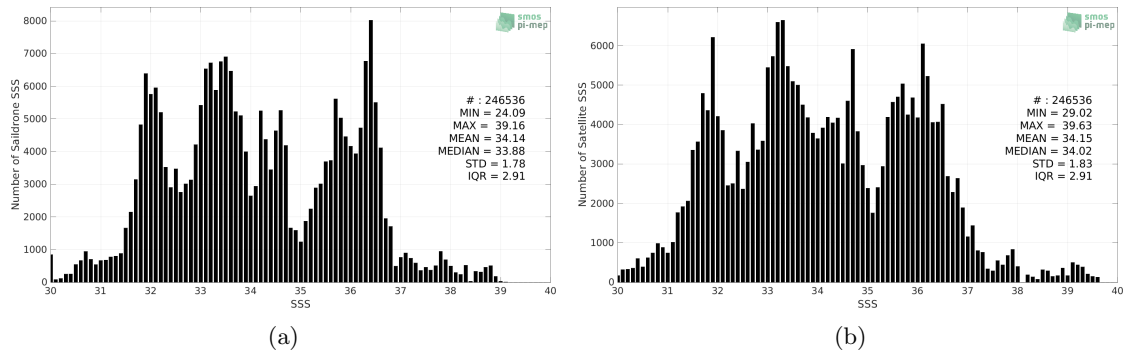 8000
7000
6000
5000
4000
3000
2000
1000
0
Number of Saildrone SSS
30 31 32 33 34 35 36 37 38 39 40
SSS
smos
pi-mep
# : 246536
MIN = 24.09
MAX = 39.16
MEAN = 34.14
MEDIAN = 33.88
STD = 1.78
IQR = 2.91
(a)
6000
5000
4000
3000
2000
1000
0
Number of Satellite SSS
30 31 32 33 34 35 36 37 38 39 40
SSS
smos
pi-mep
# : 246536
MIN = 29.02
MAX = 39.63
MEAN = 34.15
MEDIAN = 34.02
STD = 1.83
IQR = 2.91
(b)